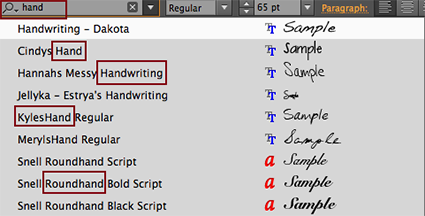 hand Regular 65 pt Paragraph:
Handwriting - Dakota Sample
Cindys Hand Sample
Hannahs Messy Handwriting Sample
Jellyka - Estrya's Handwriting
KylesHand Regular Sample
MerylsHand Regular Sample
Snell Roundhand Script a Sample
Snell Roundhand Bold Script a Sample
Snell Roundhand Black Script a Sample